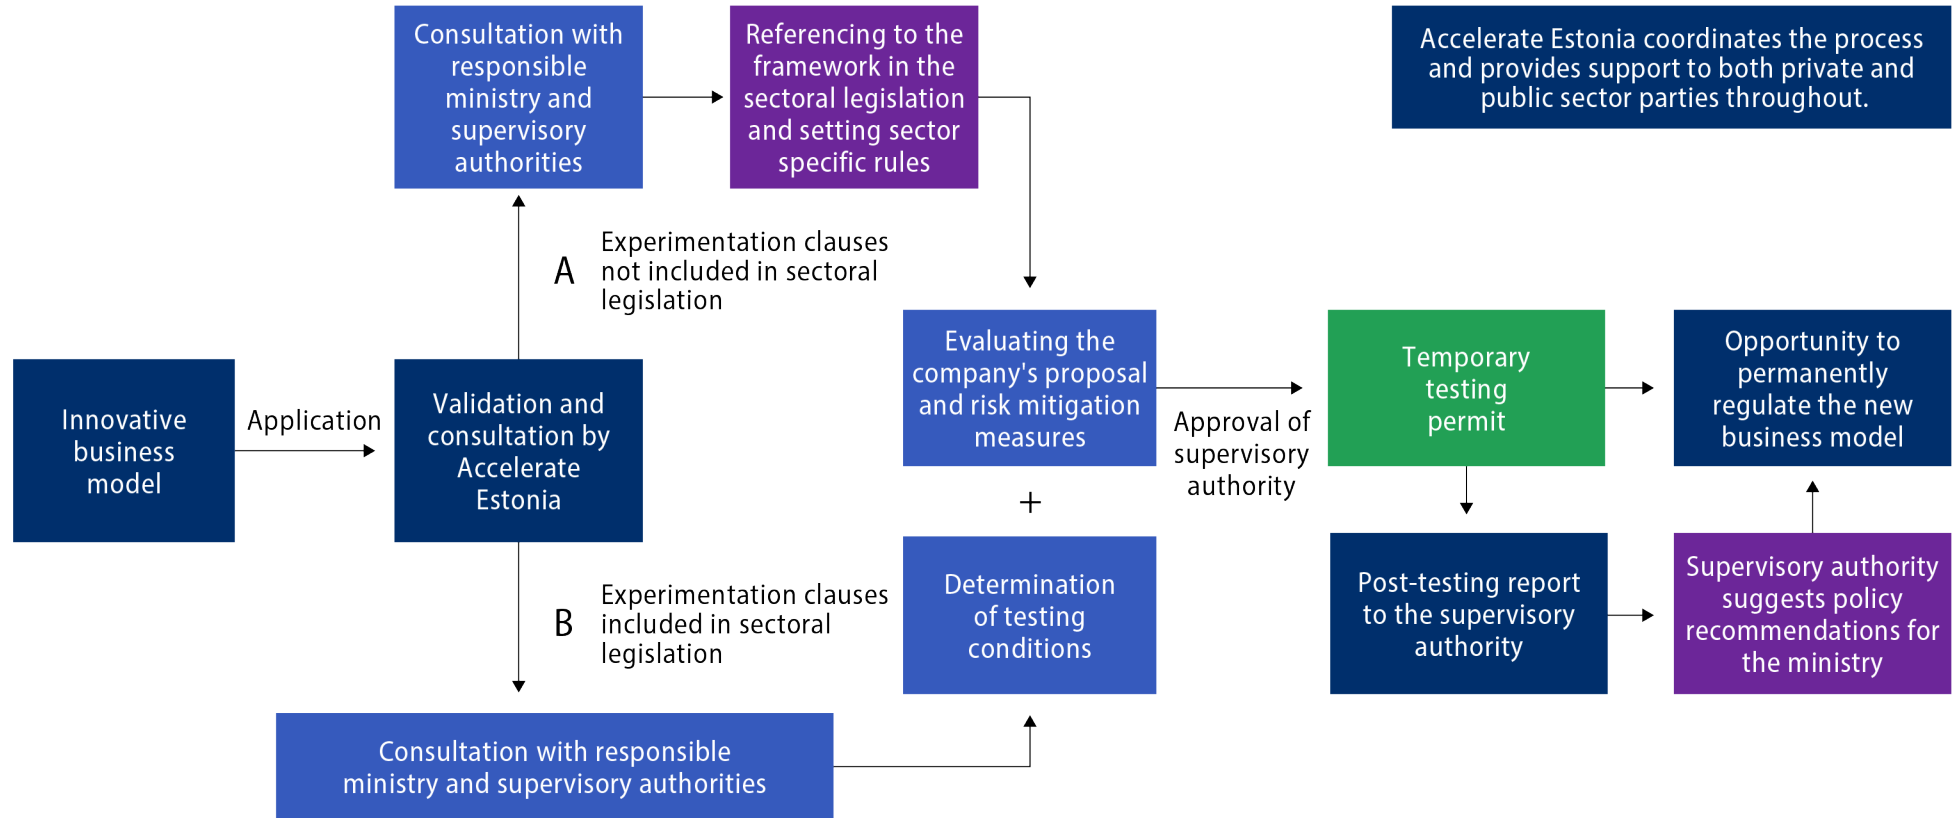 Consultation with
responsible
ministry and
supervisory
authorities
Referencing to the
framework in the
sectoral legislation
and setting sector
specific rules
Accelerate Estonia coordinates the process
and provides support to both private and
public sector parties throughout.
A
Experimentation clauses
not included in sectoral
legislation
Innovative
business
model
Application
Validation and
consultation by
Accelerate
Estonia
Evaluating the
company's proposal
and risk mitigation
measures
+
Determination
of testing
conditions
Approval of
supervisory
authority
Temporary
testing
permit
Opportunity to
permanently
regulate the new
business model
B
Experimentation clauses
included in sectoral
legislation
Post-testing report
to the supervisory
authority
Supervisory authority
suggests policy
recommendations for
the ministry
Consultation with responsible
ministry and supervisory authorities